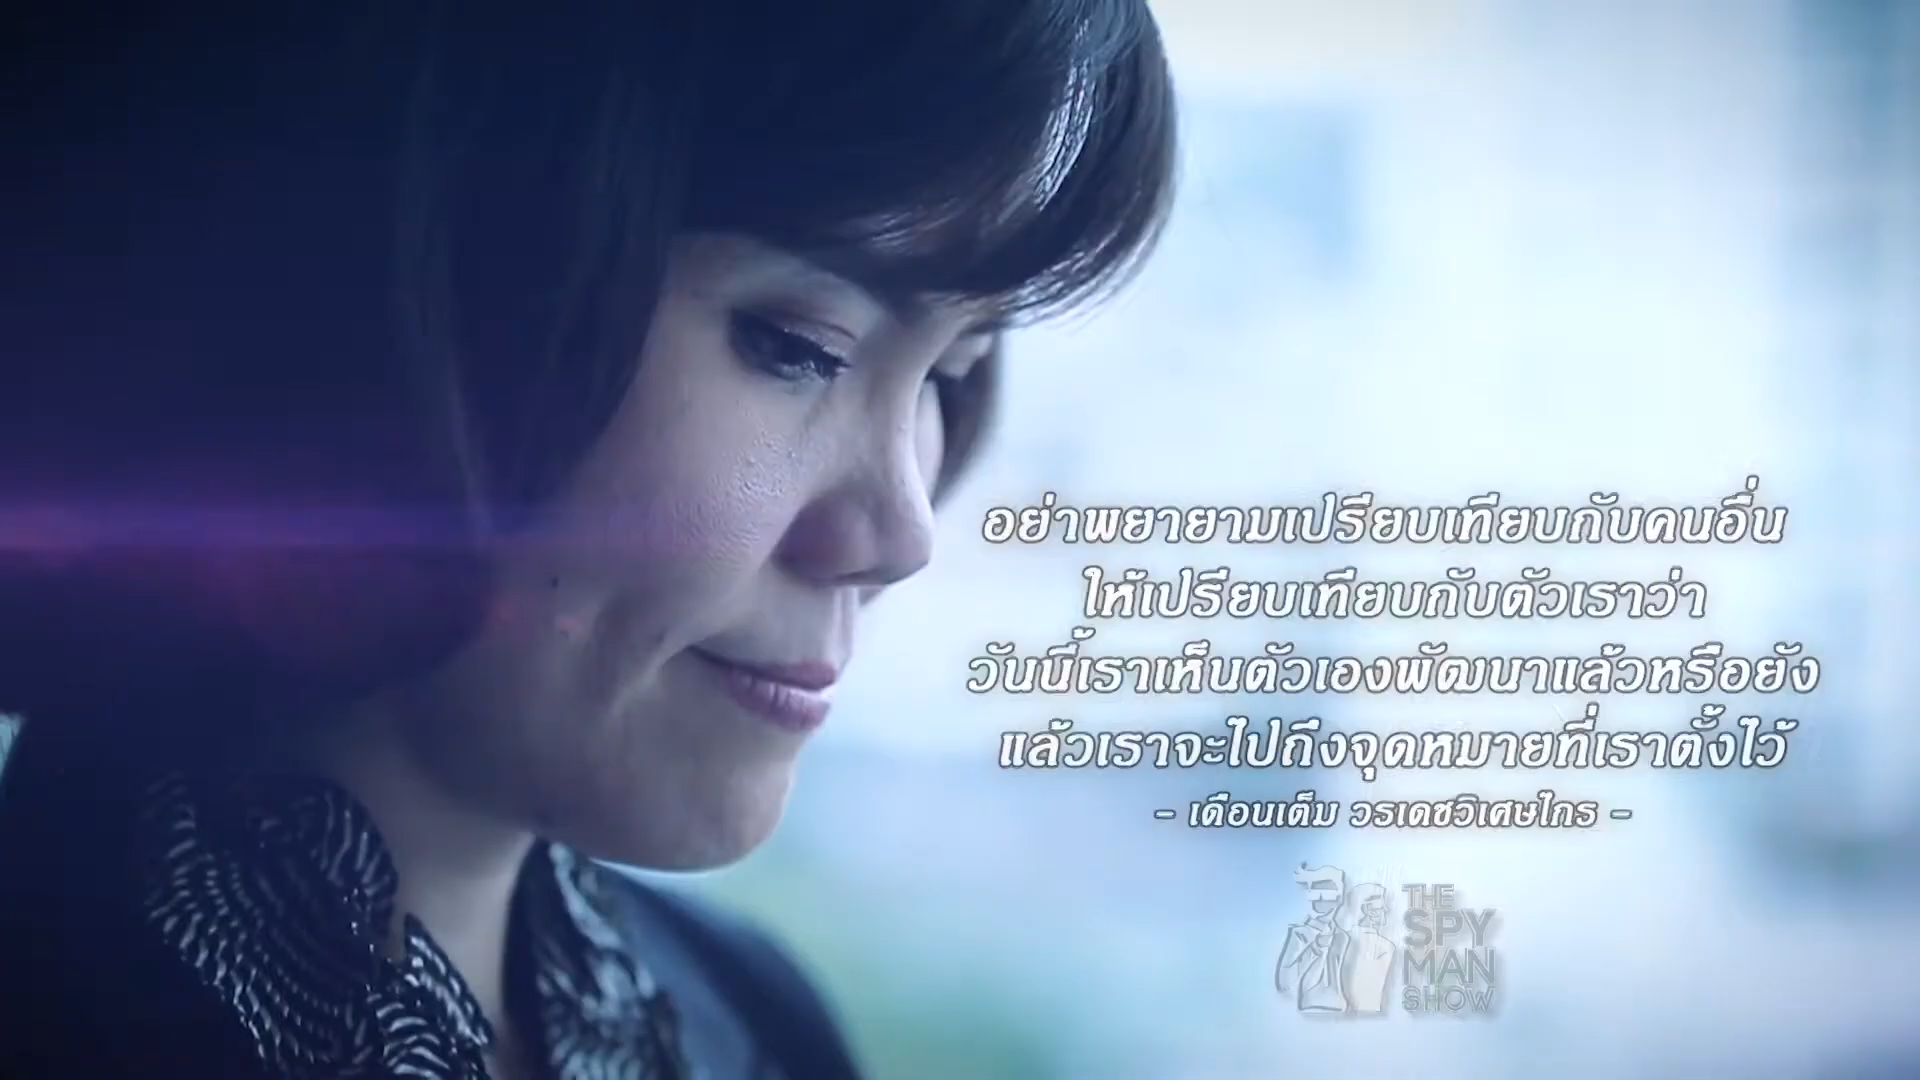 อย่าพยายามเปรียบเทียบกับคนอื่น
ให้เปรียบเทียบกับตัวเราว่า
วันนี้เราเห็นตัวเองพัฒนาแล้วหรือยัง
แล้วเราจะไปถึงจุดหมายที่เราตั้งไว้
- เดือนเต็ม วรเดชวิเศษไกร -
THE
SPY
MAN
SHOW